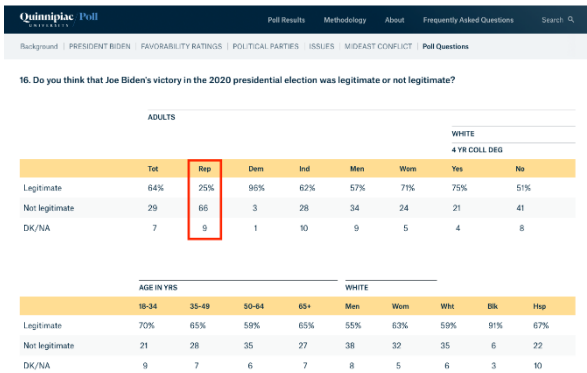 Quinnipiac Poll Poll Results Methodology About Frequently Asked Questions Search
UNIVERSITY
Background | PRESIDENT BIDEN | FAVORABILITY RATINGS | POLITICAL PARTIES | ISSUES | MIDEAST CONFLICT | Poll Questions
16. Do you think that Joe Biden's victory in the 2020 presidential election was legitimate or not legitimate?
ADULTS
WHITE
4 YR COLL DEG
Tot Rep Dem Ind Men Wom Yes No
Legitimate 64% 25% 96% 62% 57% 71% 75% 51%
Not legitimate 29 66 3 28 34 24 21 41
DK/NA 7 9 1 10 9 5 4 8
AGE IN YRS WHITE
18-34 35-49 50-64 65+ Men Wom Wht Blk Hsp
Legitimate 70% 65% 59% 65% 55% 63% 59% 91% 67%
Not legitimate 21 28 35 27 38 32 35 6 22
DK/NA 9 7 6 7 8 5 6 3 10